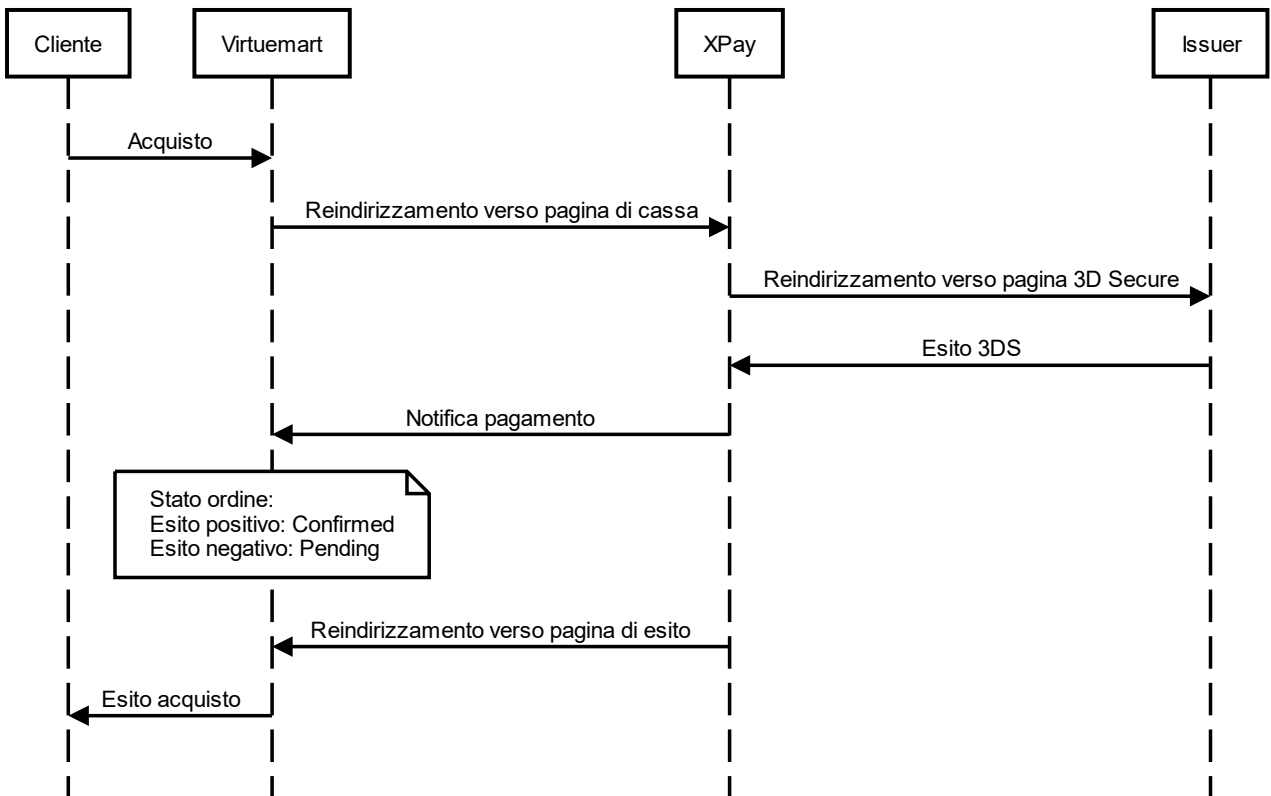 Cliente
Virtuemart
XPay
Issuer
Acquisto
Reindirizzamento verso pagina di cassa
Reindirizzamento verso pagina 3D Secure
Esito 3DS
Notifica pagamento
Stato ordine:
Esito positivo: Confirmed
Esito negativo: Pending
Reindirizzamento verso pagina di esito
Esito acquisto